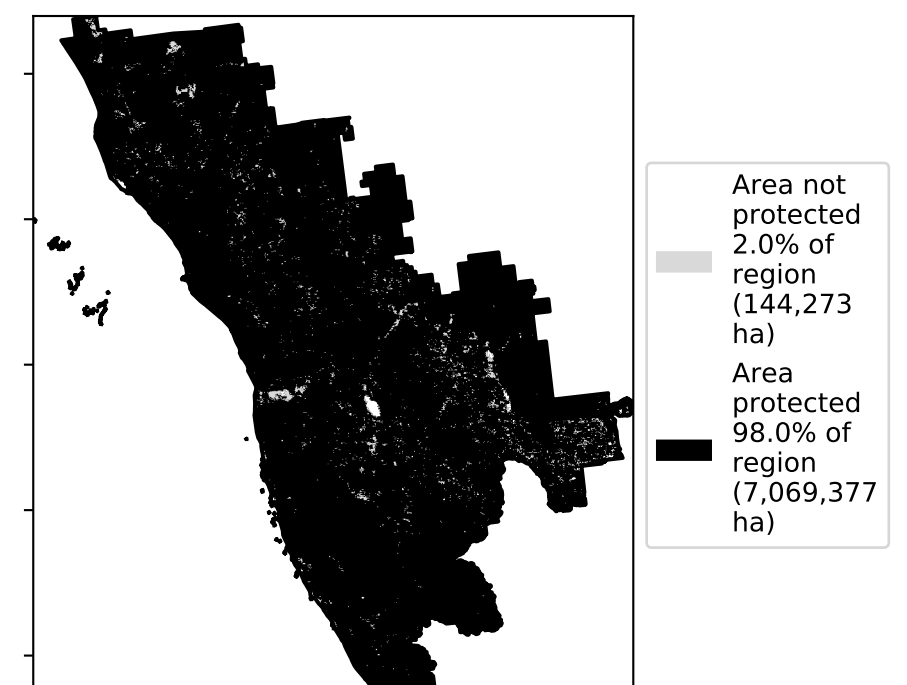 Area not
protected
2.0% of
region
(144,273
ha)
Area
protected
98.0% of
region
(7,069,377
ha)